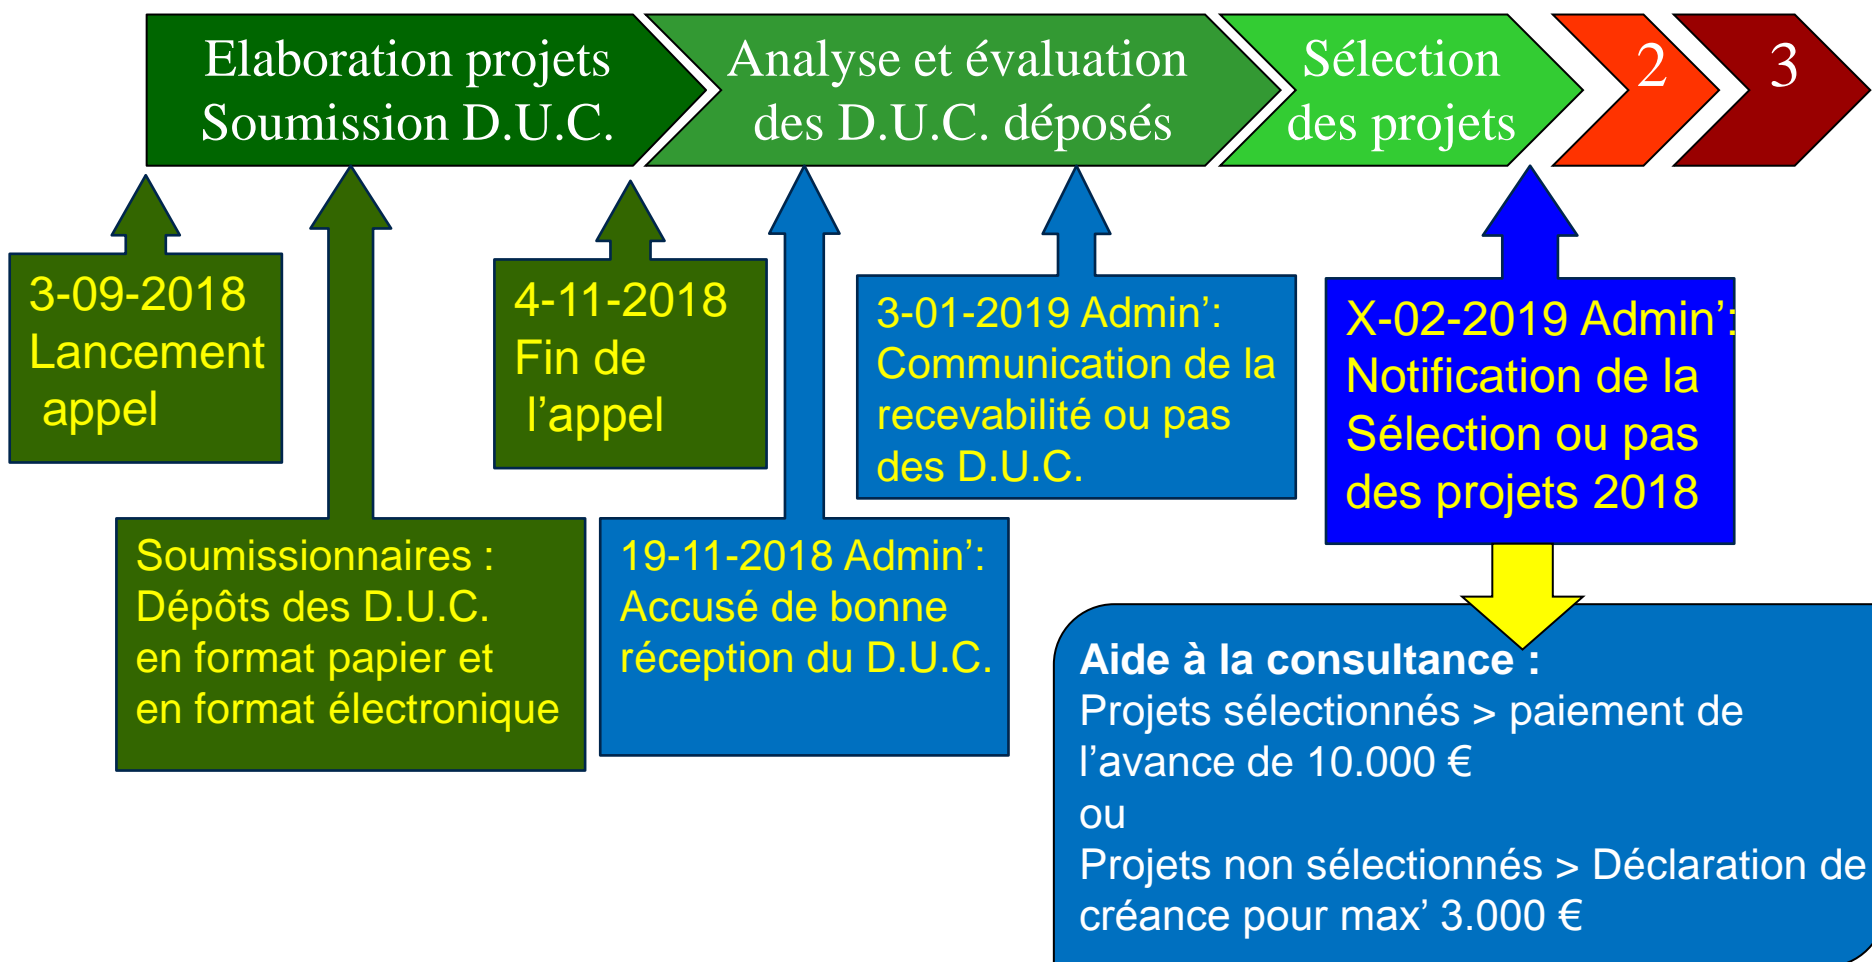 Elaboration projets
Soumission D.U.C.
Analyse et évaluation
des D.U.C. déposés
Sélection
des projets
2
3
3-09-2018
Lancement
appel
4-11-2018
Fin de
l’appel
3-01-2019 Admin’:
Communication de la
recevabilité ou pas
des D.U.C.
X-02-2019 Admin’:
Notification de la
Sélection ou pas
des projets 2018
Soumissionnaires :
Dépôts des D.U.C.
en format papier et
en format électronique
19-11-2018 Admin’:
Accusé de bonne
réception du D.U.C.
Aide à la consultance :
Projets sélectionnés > paiement de
l’avance de 10.000 €
ou
Projets non sélectionnés > Déclaration de
créance pour max’ 3.000 €